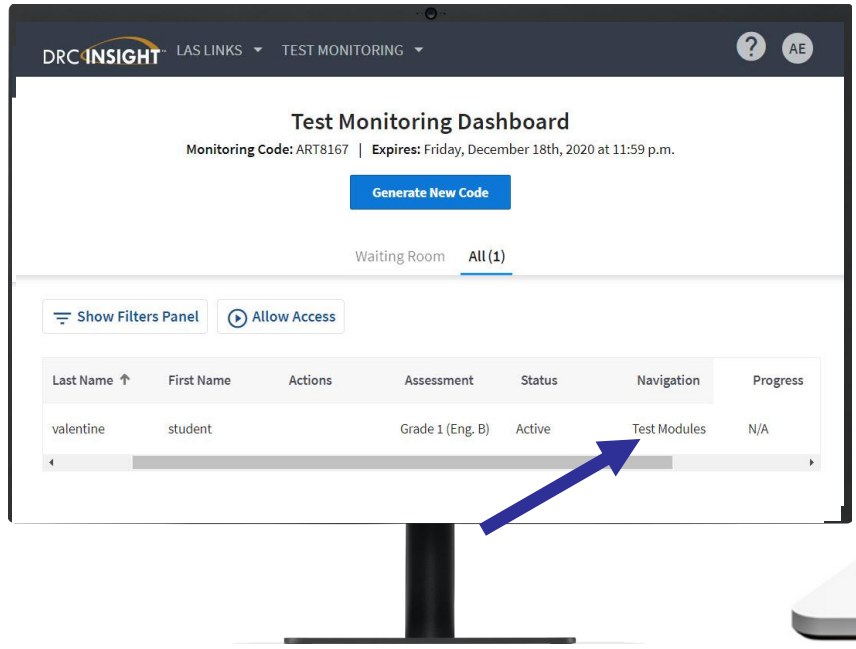 DRC INSIGHT LAS LINKS TEST MONITORING ? AE
Test Monitoring Dashboard
Monitoring Code: ART8167 | Expires: Friday, December 18th, 2020 at 11:59 p.m.
Generate New Code
Waiting Room All (1)
Show Filters Panel Allow Access
Last Name First Name Actions Assessment Status Navigation Progress
valentine student Grade 1 (Eng. B) Active Test Modules N/A